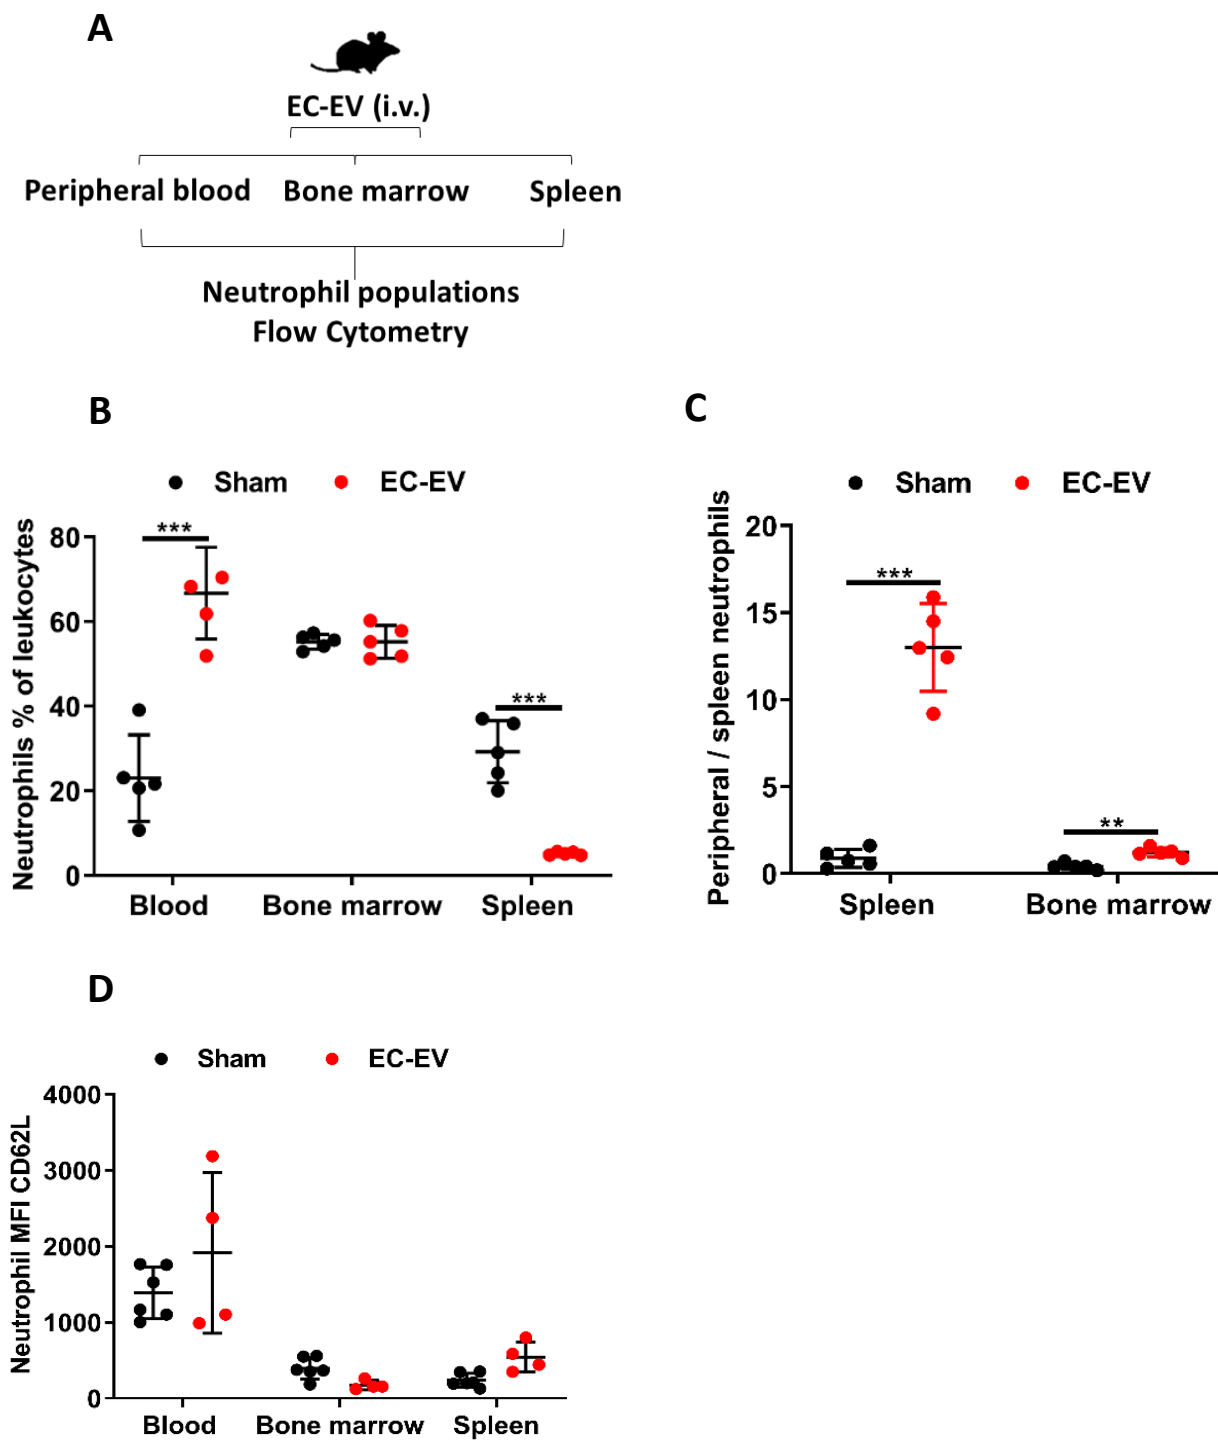 A
EC-EV (i.v.)
Peripheral blood Bone marrow Spleen
Neutrophil populations
Flow Cytometry
B
Sham EC-EV
Neutrophils % of leukocytes
80
60
40
20
0
***
***
Blood Bone marrow Spleen
C
Sham EC-EV
Peripheral / spleen neutrophils
20
15
10
5
0
***
**
Spleen Bone marrow
D
Sham EC-EV
Neutrophil MFI CD62L
4000
3000
2000
1000
0
Blood Bone marrow Spleen